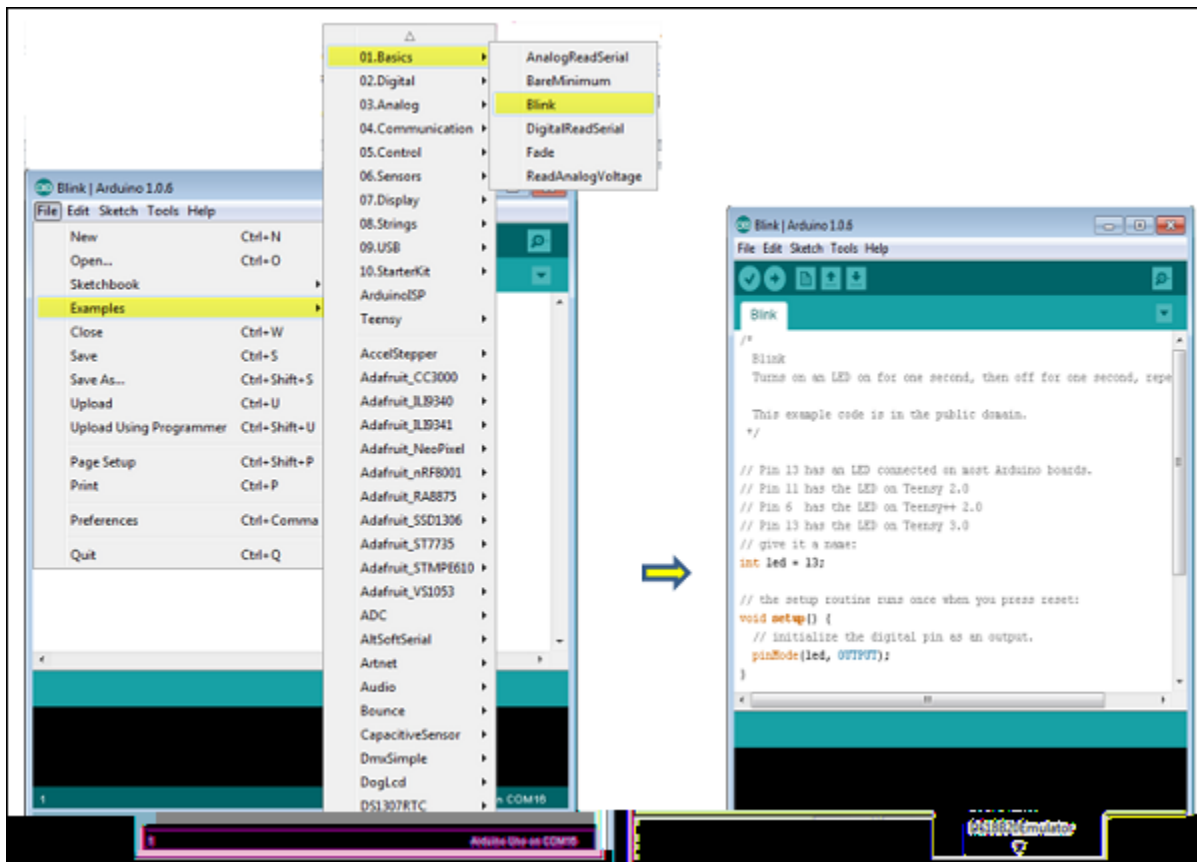 Blink | Arduino 1.0.6
File Edit Sketch Tools Help
New Ctrl+N
Open... Ctrl+O
Sketchbook
Examples
Close Ctrl+W
Save Ctrl+S
Save As... Ctrl+Shift+S
Upload Ctrl+U
Upload Using Programmer Ctrl+Shift+U
Page Setup Ctrl+Shift+P
Print Ctrl+P
Preferences Ctrl+Comma
Quit Ctrl+Q
01.Basics
02.Digital
03.Analog
04.Communication
05.Control
06.Sensors
07.Display
08.Strings
09.USB
10.StarterKit
ArduinoISP
Teensy
AccelStepper
Adafruit_CC3000
Adafruit_ILI9340
Adafruit_ILI9341
Adafruit_NeoPixel
Adafruit_nRF8001
Adafruit_RA8875
Adafruit_SSD1306
Adafruit_ST7735
Adafruit_STMPE610
Adafruit_VS1053
ADC
AltSoftSerial
Artnet
Audio
Bounce
CapacitiveSensor
DmxSimple
DogLcd
DS1307RTC
AnalogReadSerial
BareMinimum
Blink
DigitalReadSerial
Fade
ReadAnalogVoltage
1
on COM16
1 Arduino Uno on COM16
Blink | Arduino 1.0.6
File Edit Sketch Tools Help
Blink
/*
Blink
Turns on an LED on for one second, then off for one second, repe
This example code is in the public domain.
*/
// Pin 13 has an LED connected on most Arduino boards.
// Pin 11 has the LED on Teensy 2.0
// Pin 6 has the LED on Teensy++ 2.0
// Pin 13 has the LED on Teensy 3.0
// give it a name:
int led = 13;
// the setup routine runs once when you press reset:
void setup() {
// initialize the digital pin as an output.
pinMode(led, OUTPUT);
}
DS18B20Emulator